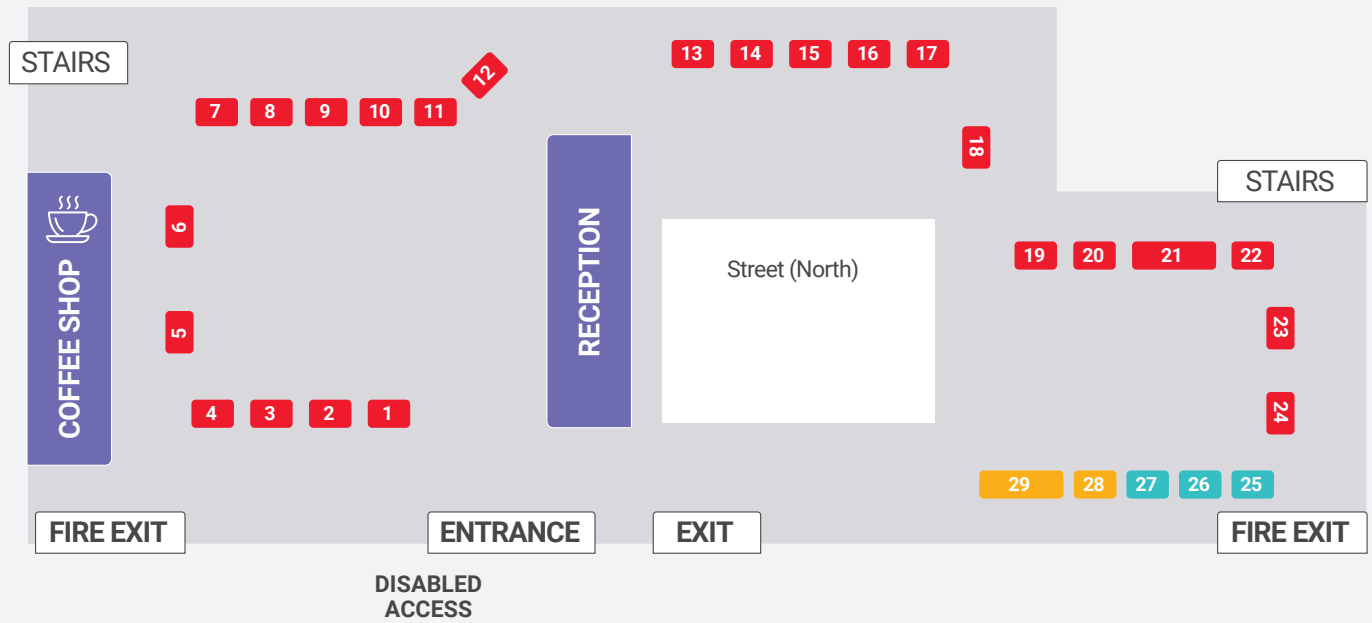 STAIRS
12
13 14 15 16 17
7 8 9 10 11
18
STAIRS
6
RECEPTION
COFFEE SHOP
Street (North)
19 20 21 22
5
23
4 3 2 1
24
29 28 27 26 25
FIRE EXIT
ENTRANCE
EXIT
FIRE EXIT
DISABLED
ACCESS